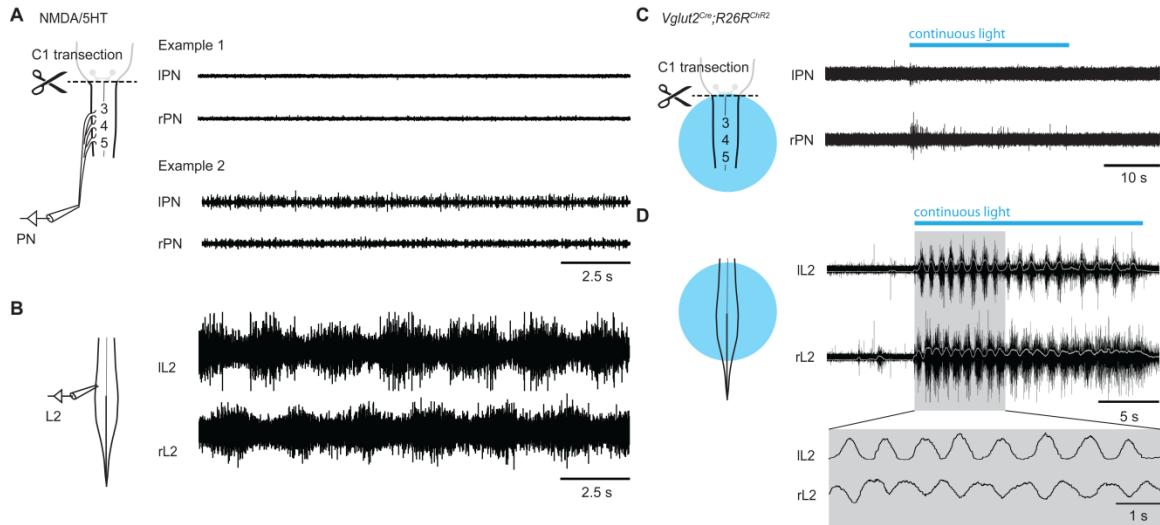 A
NMDA/5HT
C1 transection
3
4
5
PN
Example 1
lPN
rPN
Example 2
lPN
rPN
2.5 s
B
L2
lL2
rL2
2.5 s
C
Vglut2Cre;R26RChR2
C1 transection
3
4
5
continuous light
lPN
rPN
10 s
D
continuous light
lL2
rL2
5 s
lL2
rL2
1 s